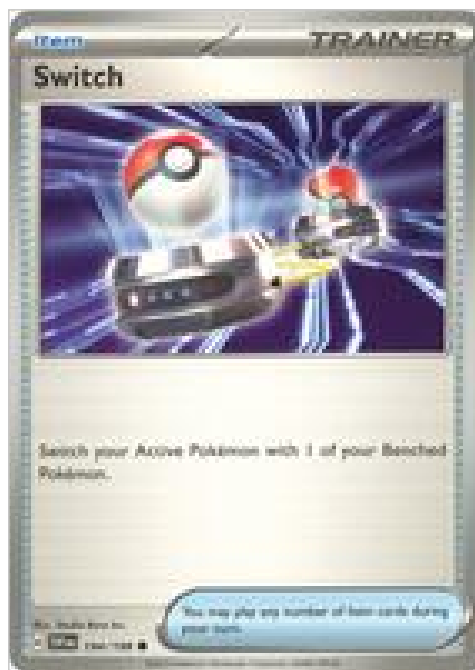 Item
TRAINER
Switch
Switch your Active Pokémon with 1 of your Benched
Pokémon.
You may play any number of Item cards during
your turn.